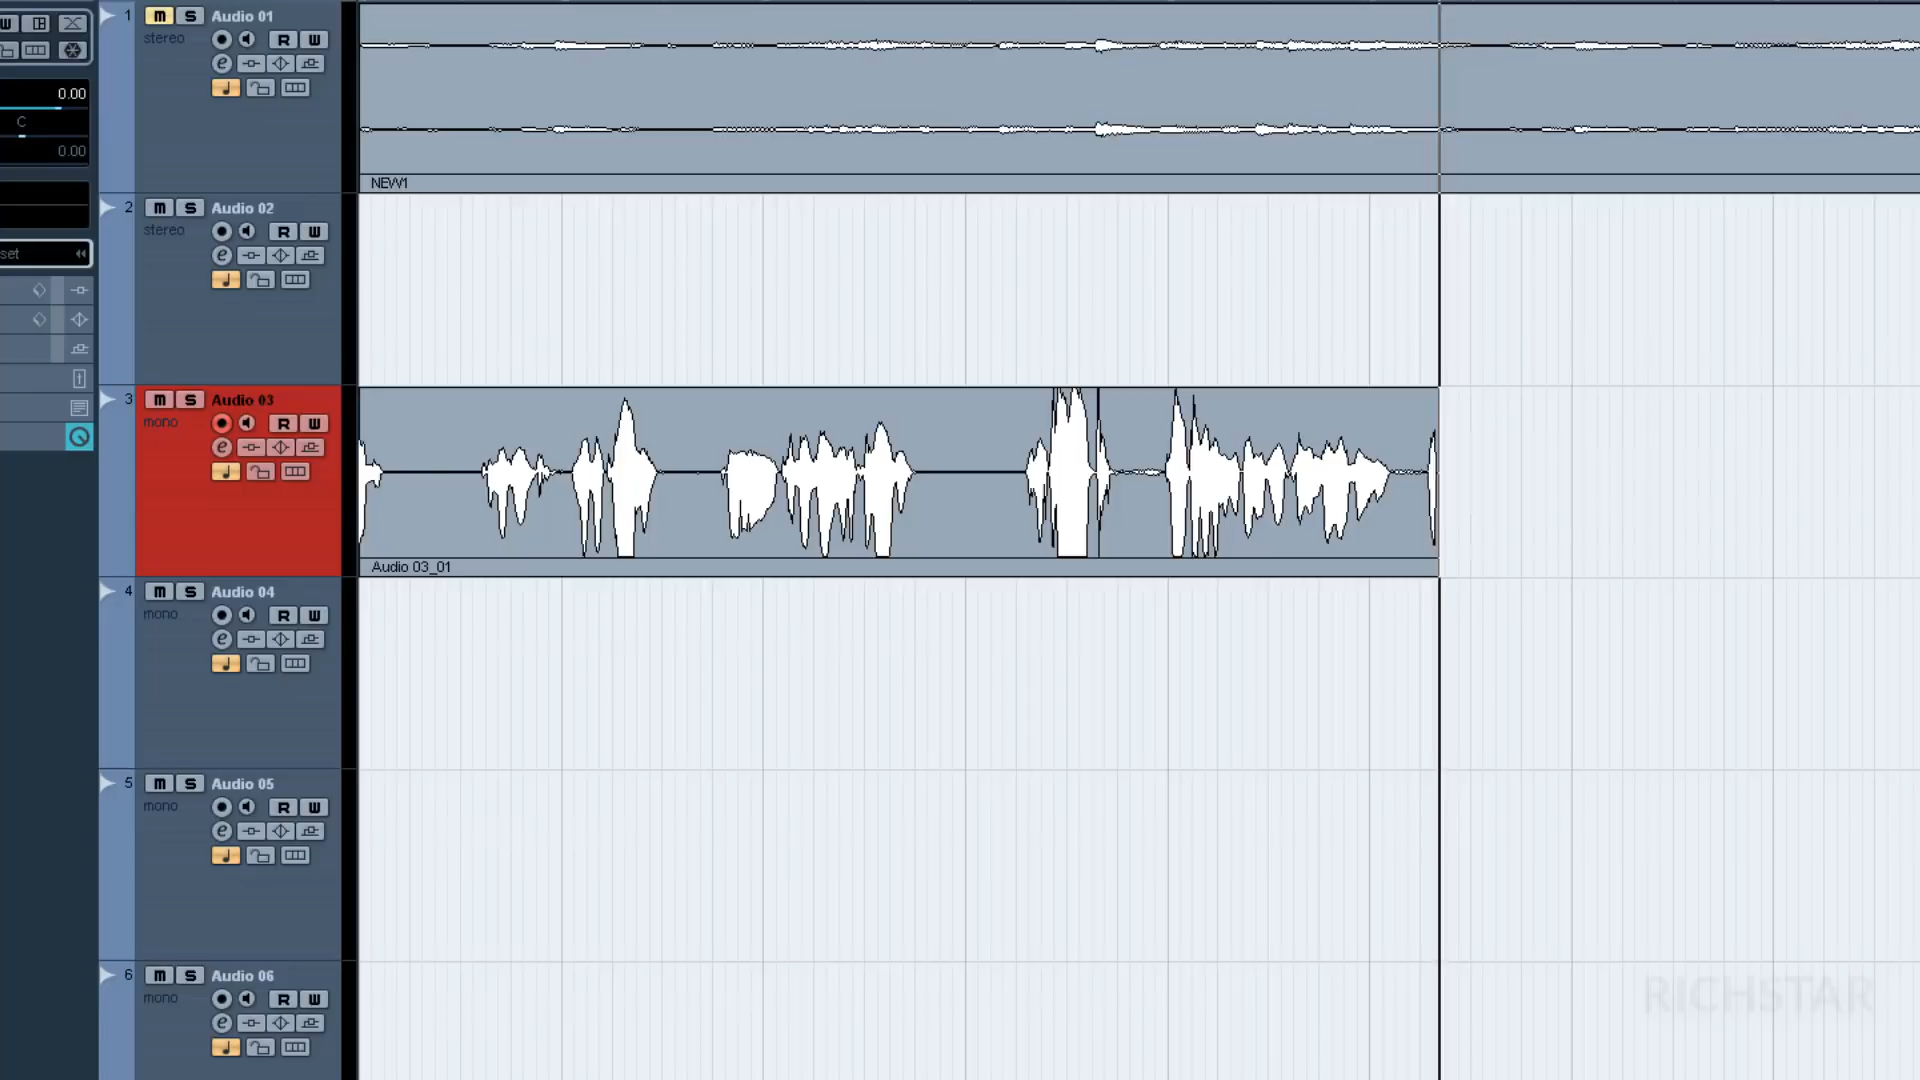 W
0.00
C
0.00
set
1 m S Audio 01
stereo
R W
e
NEW1
2 m S Audio 02
stereo
R W
e
3 m S Audio 03
mono
R W
e
Audio 03_01
4 m S Audio 04
mono
R W
e
5 m S Audio 05
mono
R W
e
6 m S Audio 06
mono
R W
e
RICHSTAR